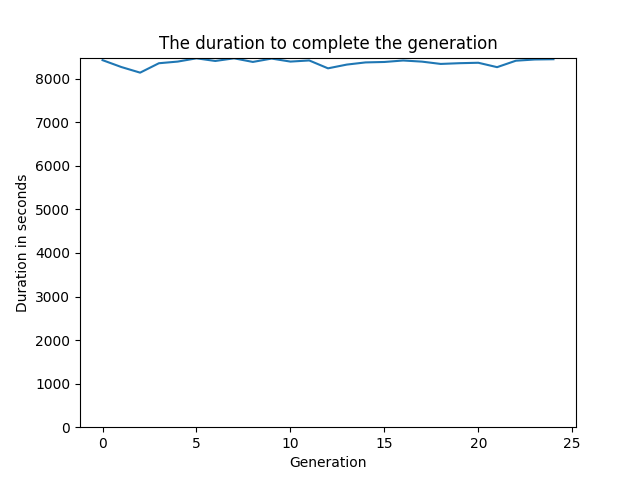 The duration to complete the generation
8000
7000
6000
5000
4000
3000
2000
1000
0
Duration in seconds
0 5 10 15 20 25
Generation